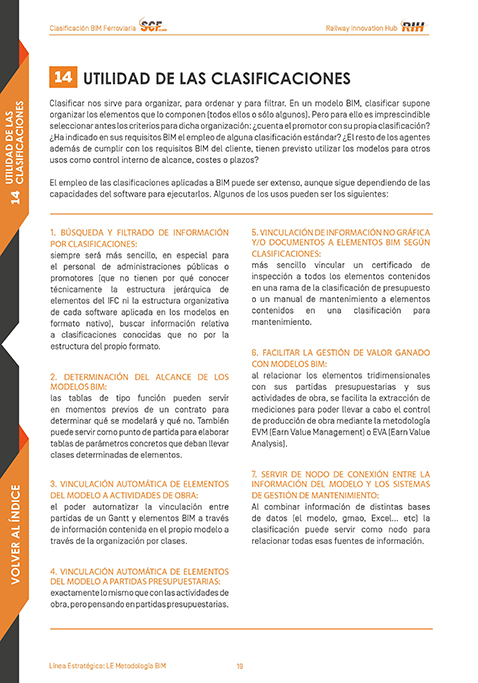 Clasificación BIM Ferroviaria SCF
Railway Innovation Hub RIH
14 UTILIDAD DE LAS CLASIFICACIONES
14 UTILIDAD DE LAS
CLASIFICACIONES
Clasificar nos sirve para organizar, para ordenar y para filtrar. En un modelo BIM, clasificar supone
organizar los elementos que lo componen (todos ellos o sólo algunos). Pero para ello es imprescindible
seleccionar antes los criterios para dicha organización: ¿cuenta el promotor con su propia clasificación?
¿Ha indicado en sus requisitos BIM el empleo de alguna clasificación estándar? ¿El resto de los agentes
además de cumplir con los requisitos BIM del cliente, tienen previsto utilizar los modelos para otros
usos como control interno de alcance, costes o plazos?
El empleo de las clasificaciones aplicadas a BIM puede ser extenso, aunque sigue dependiendo de las
capacidades del software para ejecutarlos. Algunos de los usos pueden ser los siguientes:
1. BÚSQUEDA Y FILTRADO DE INFORMACIÓN
POR CLASIFICACIONES:
siempre será más sencillo, en especial para
el personal de administraciones públicas o
promotores (que no tienen por qué conocer
técnicamente la estructura jerárquica de
elementos del IFC ni la estructura organizativa
de cada software aplicada en los modelos en
formato nativo), buscar información relativa
a clasificaciones conocidas que no por la
estructura del propio formato.
2. DETERMINACIÓN DEL ALCANCE DE LOS
MODELOS BIM:
las tablas de tipo función pueden servir
en momentos previos de un contrato para
determinar qué se modelará y qué no. También
puede servir como punto de partida para elaborar
tablas de parámetros concretos que deban llevar
clases determinadas de elementos.
3. VINCULACIÓN AUTOMÁTICA DE ELEMENTOS
DEL MODELO A ACTIVIDADES DE OBRA:
el poder automatizar la vinculación entre
partidas de un Gantt y elementos BIM a través
de información contenida en el propio modelo a
través de la organización por clases.
4. VINCULACIÓN AUTOMÁTICA DE ELEMENTOS
DEL MODELO A PARTIDAS PRESUPUESTARIAS:
exactamente lo mismo que con las actividades de
obra, pero pensando en partidas presupuestarias.
5. VINCULACIÓN DE INFORMACIÓN NO GRÁFICA
Y/O DOCUMENTOS A ELEMENTOS BIM SEGÚN
CLASIFICACIONES:
más sencillo vincular un certificado de
inspección a todos los elementos contenidos
en una rama de la clasificación de presupuesto
o un manual de mantenimiento a elementos
contenidos en una clasificación para
mantenimiento.
6. FACILITAR LA GESTIÓN DE VALOR GANADO
CON MODELOS BIM:
al relacionar los elementos tridimensionales
con sus partidas presupuestarias y sus
actividades de obra, se facilita la extracción de
mediciones para poder llevar a cabo el control
de producción de obra mediante la metodología
EVM (Earn Value Management) o EVA (Earn Value
Analysis).
7. SERVIR DE NODO DE CONEXIÓN ENTRE LA
INFORMACIÓN DEL MODELO Y LOS SISTEMAS
DE GESTIÓN DE MANTENIMIENTO:
Al combinar información de distintas bases
de datos (el modelo, gmao, Excel... etc) la
clasificación puede servir como nodo para
relacionar todas esas fuentes de información.
VOLVER AL ÍNDICE
Línea Estratégica: LE Metodología BIM
19